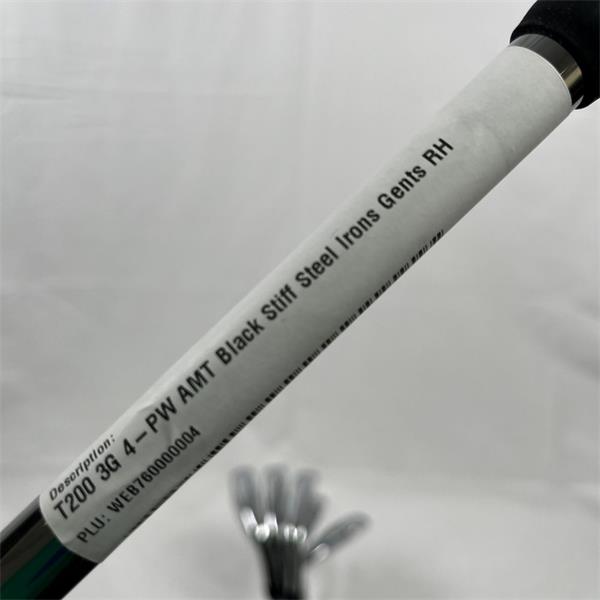 Description:
T200 3G 4-PW AMT Black Stiff Steel Irons Gents RH
PLU: WEB760000004